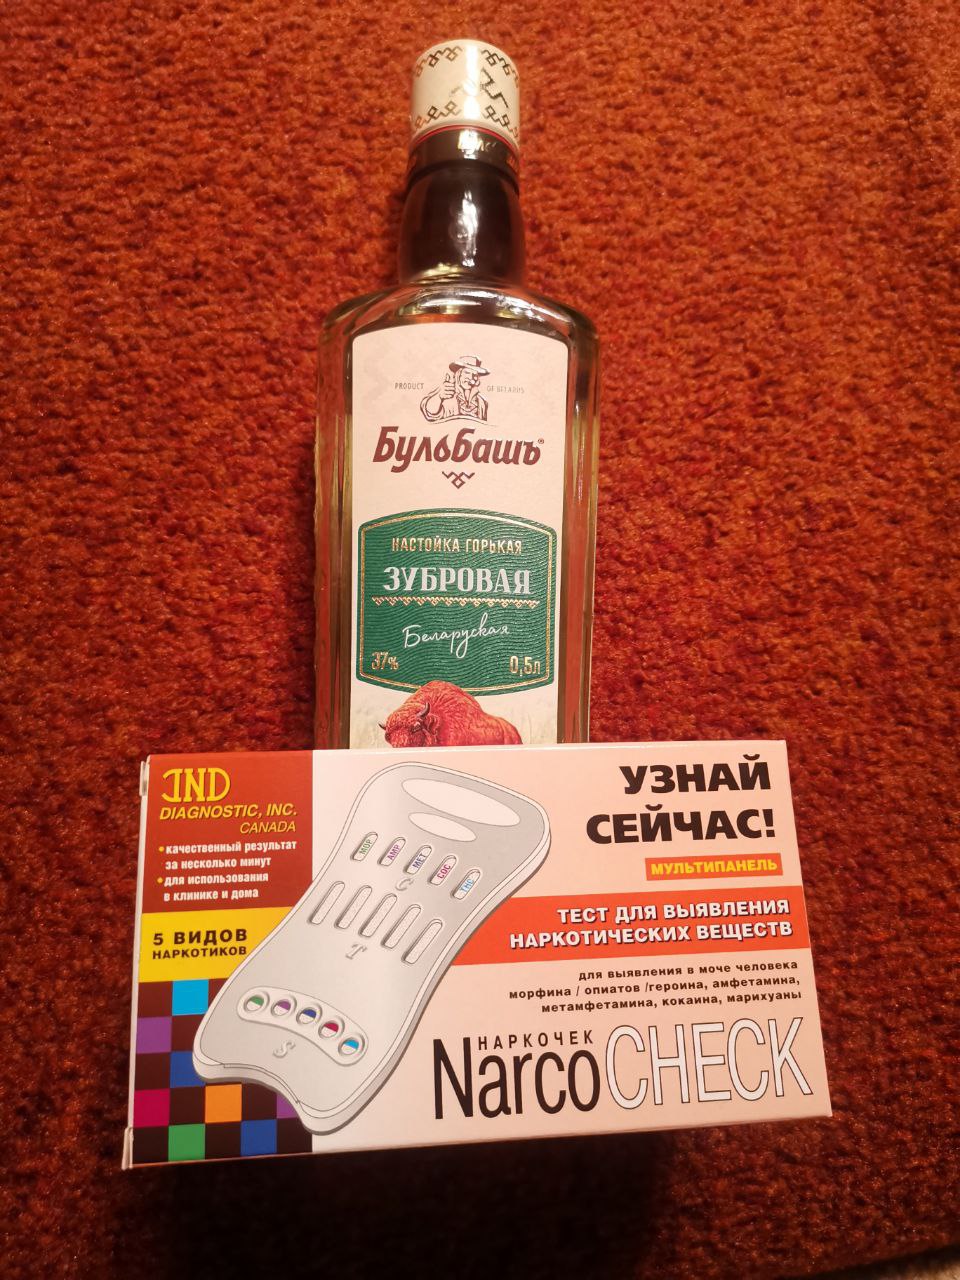 PRODUCT OF BELARUS
Бульбашъ®
НАСТОЙКА ГОРЬКАЯ
ЗУБРОВАЯ
Беларуская
37% 0,5л
JND
DIAGNOSTIC, INC.
CANADA
•качественный результат
за несколько минут
•для использования
в клинике и дома
5 ВИДОВ
НАРКОТИКОВ
MOP AMP MET COC THC
C
T
S
УЗНАЙ
СЕЙЧАС!
МУЛЬТИПАНЕЛЬ
ТЕСТ ДЛЯ ВЫЯВЛЕНИЯ
НАРКОТИЧЕСКИХ ВЕЩЕСТВ
для выявления в моче человека
морфина / опиатов /героина, амфетамина,
метамфетамина, кокаина, марихуаны
НАРКОЧЕК
NarcoCHECK